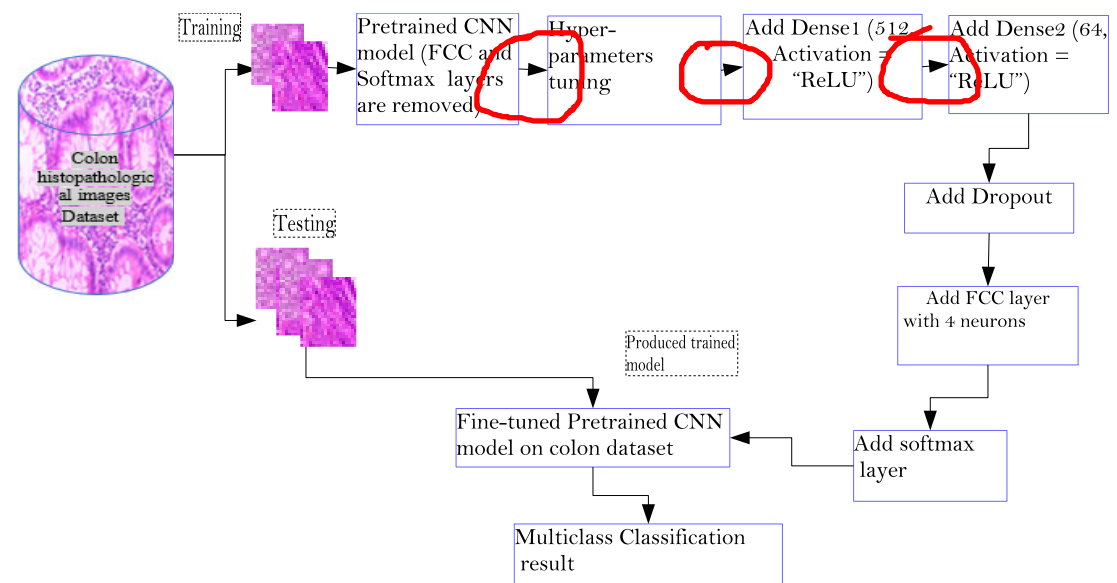 Training
Pretrained CNN
model (FCC and
Softmax layers
are removed)
Hyper-
parameters
tuning
Add Dense1 (512,
Activation =
“ReLU”)
Add Dense2 (64,
Activation =
“ReLU”)
Colon
histopathologic
al images
Dataset
Add Dropout
Testing
Add FCC layer
with 4 neurons
Produced trained
model
Fine-tuned Pretrained CNN
model on colon dataset
Add softmax
layer
Multiclass Classification
result